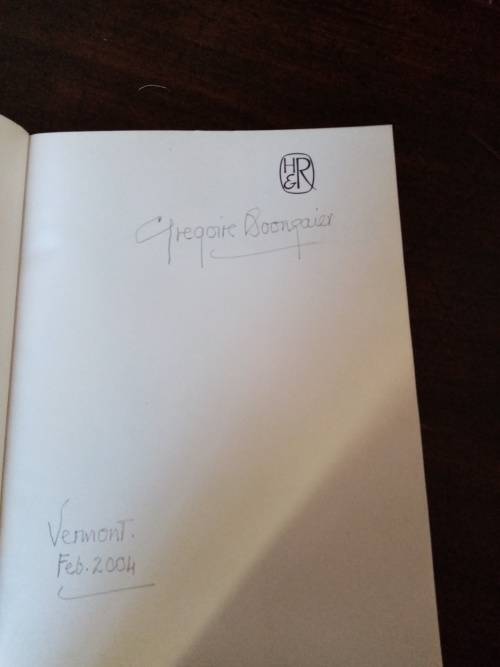 H
&R
Gregoire Boonzaier
Vermont.
Feb. 2004